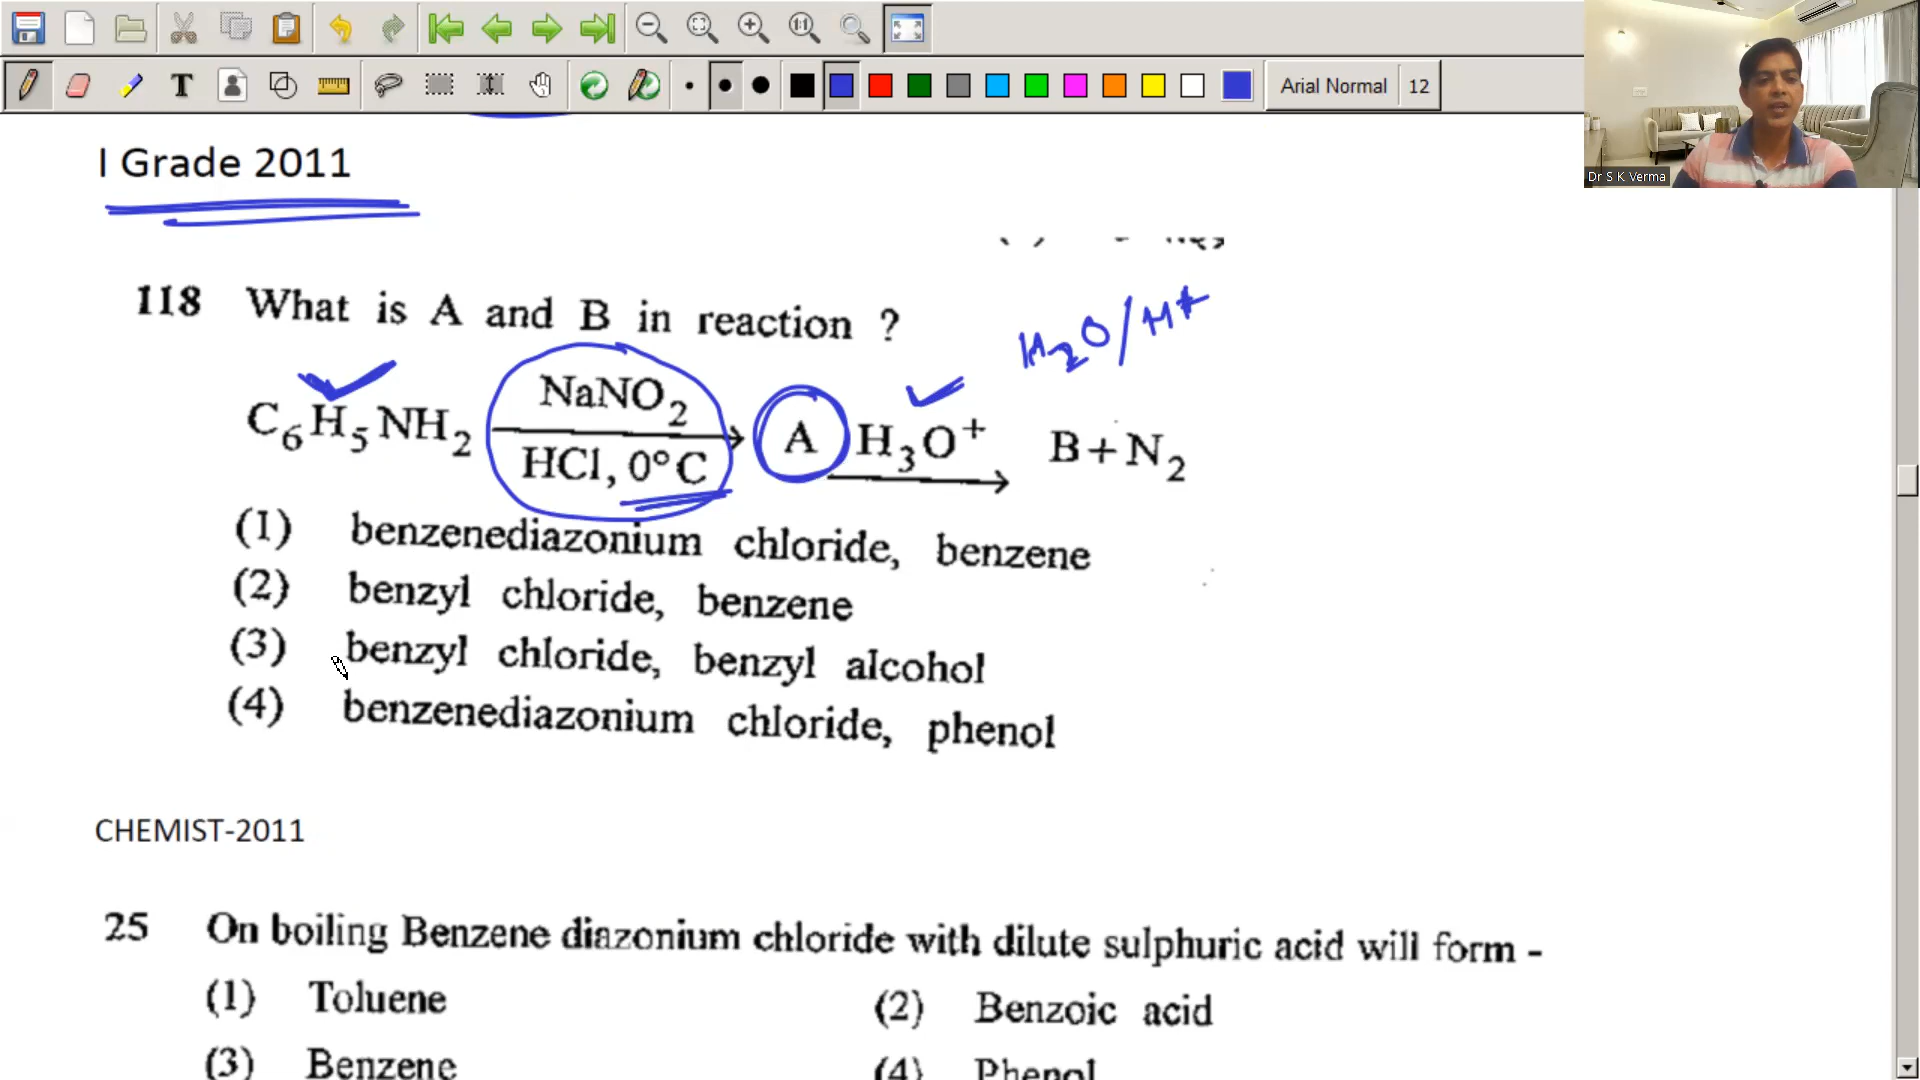 Arial Normal 12
Dr S K Verma
I Grade 2011
118 What is A and B in reaction ?
H₂O/H⁺
C₆H₅NH₂ NaNO₂ HCl, 0°C A H₃O⁺ B+N₂
(1) benzenediazonium chloride, benzene
(2) benzyl chloride, benzene
(3) benzyl chloride, benzyl alcohol
(4) benzenediazonium chloride, phenol
CHEMIST-2011
25 On boiling Benzene diazonium chloride with dilute sulphuric acid will form -
(1) Toluene (2) Benzoic acid
(3) Benzene (4) Phenol